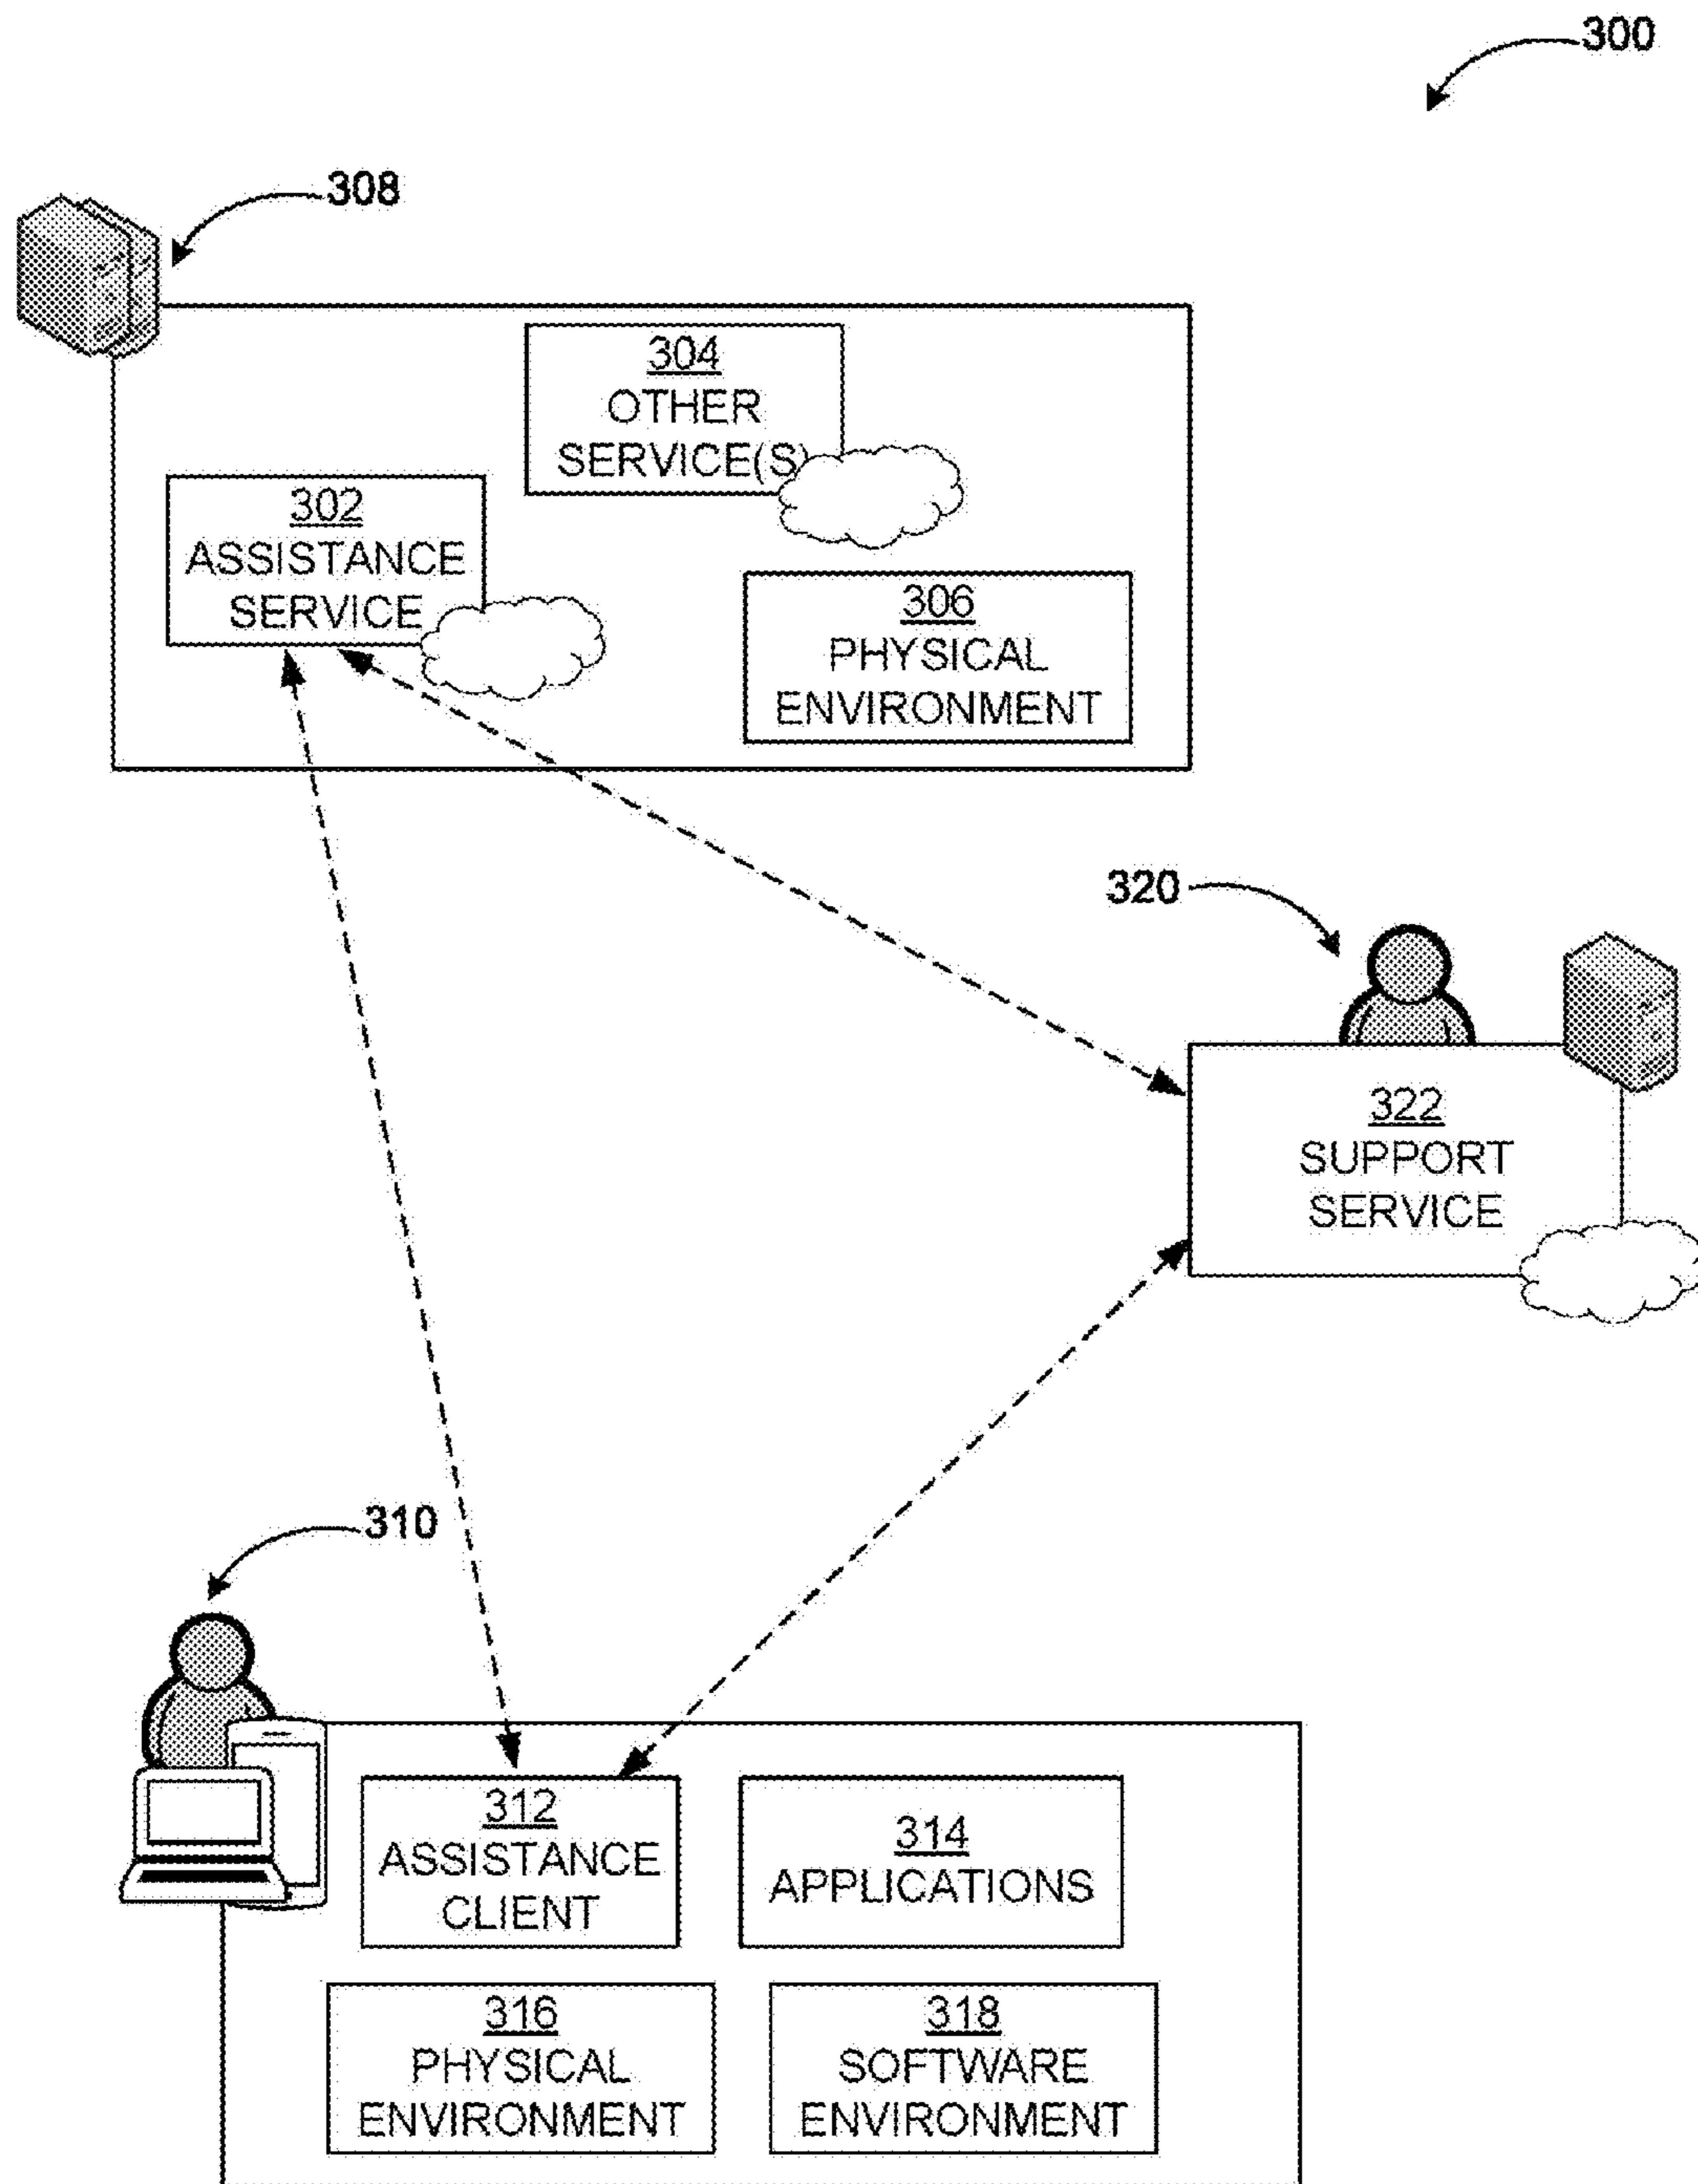 300
308
304
OTHER
SERVICE(S)
302
ASSISTANCE
SERVICE
306
PHYSICAL
ENVIRONMENT
320
322
SUPPORT
SERVICE
310
312
ASSISTANCE
CLIENT
314
APPLICATIONS
316
PHYSICAL
ENVIRONMENT
318
SOFTWARE
ENVIRONMENT